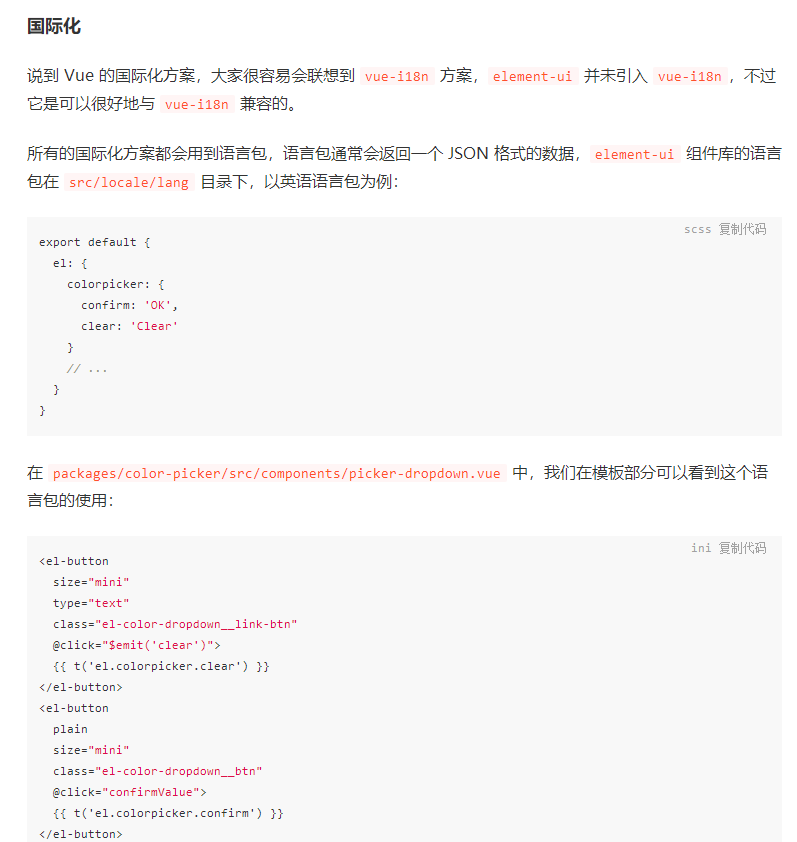 国际化
说到 Vue 的国际化方案，大家很容易会联想到 vue-i18n 方案， element-ui 并未引入 vue-i18n ，不过
它是可以很好地与 vue-i18n 兼容的。
所有的国际化方案都会用到语言包，语言包通常会返回一个 JSON 格式的数据， element-ui 组件库的语言
包在 src/locale/lang 目录下，以英语语言包为例：
scss 复制代码
export default {
  el: {
    colorpicker: {
      confirm: 'OK',
      clear: 'Clear'
    }
    // ...
  }
}
在 packages/color-picker/src/components/picker-dropdown.vue 中，我们在模板部分可以看到这个语
言包的使用：
ini 复制代码
<el-button
  size="mini"
  type="text"
  class="el-color-dropdown__link-btn"
  @click="$emit('clear')">
  {{ t('el.colorpicker.clear') }}
</el-button>
<el-button
  plain
  size="mini"
  class="el-color-dropdown__btn"
  @click="confirmValue">
  {{ t('el.colorpicker.confirm') }}
</el-button>